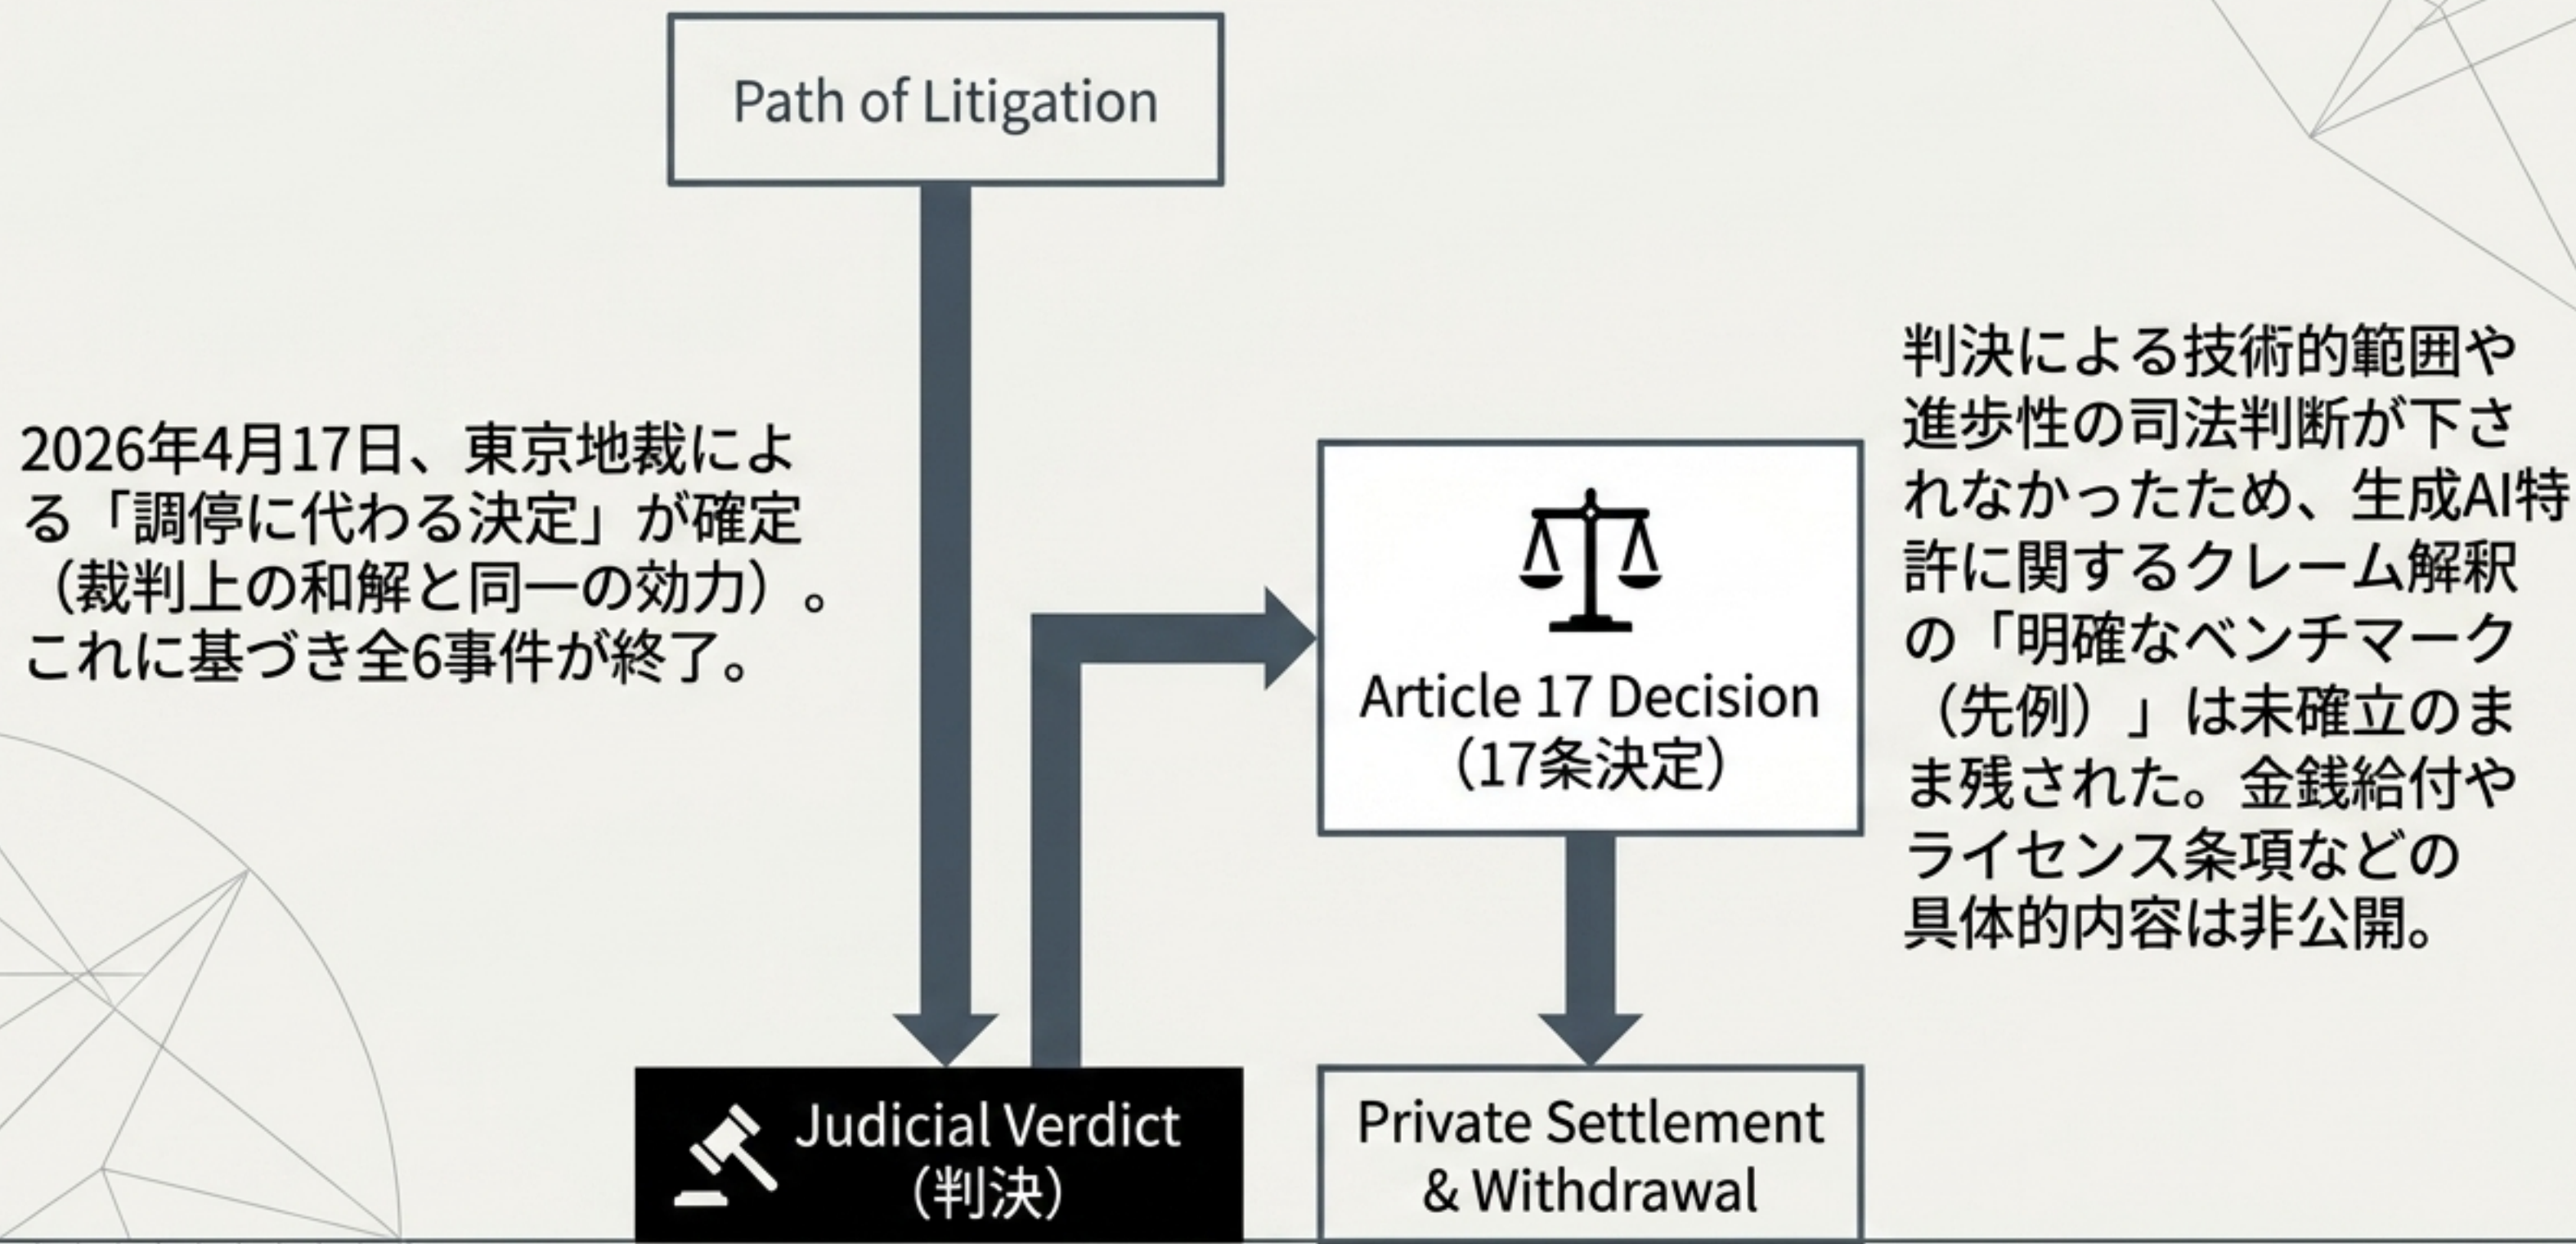 Path of Litigation
2026年4月17日、東京地裁によ
る「調停に代わる決定」が確定
（裁判上の和解と同一の効力）。
これに基づき全6事件が終了。
Article 17 Decision
（17条決定）
判決による技術的範囲や
進歩性の司法判断が下さ
れなかったため、生成AI特
許に関するクレーム解釈
の「明確なベンチマーク
（先例）」は未確立のま
ま残された。金銭給付や
ライセンス条項などの
具体的内容は非公開。
Judicial Verdict
（判決）
Private Settlement
& Withdrawal